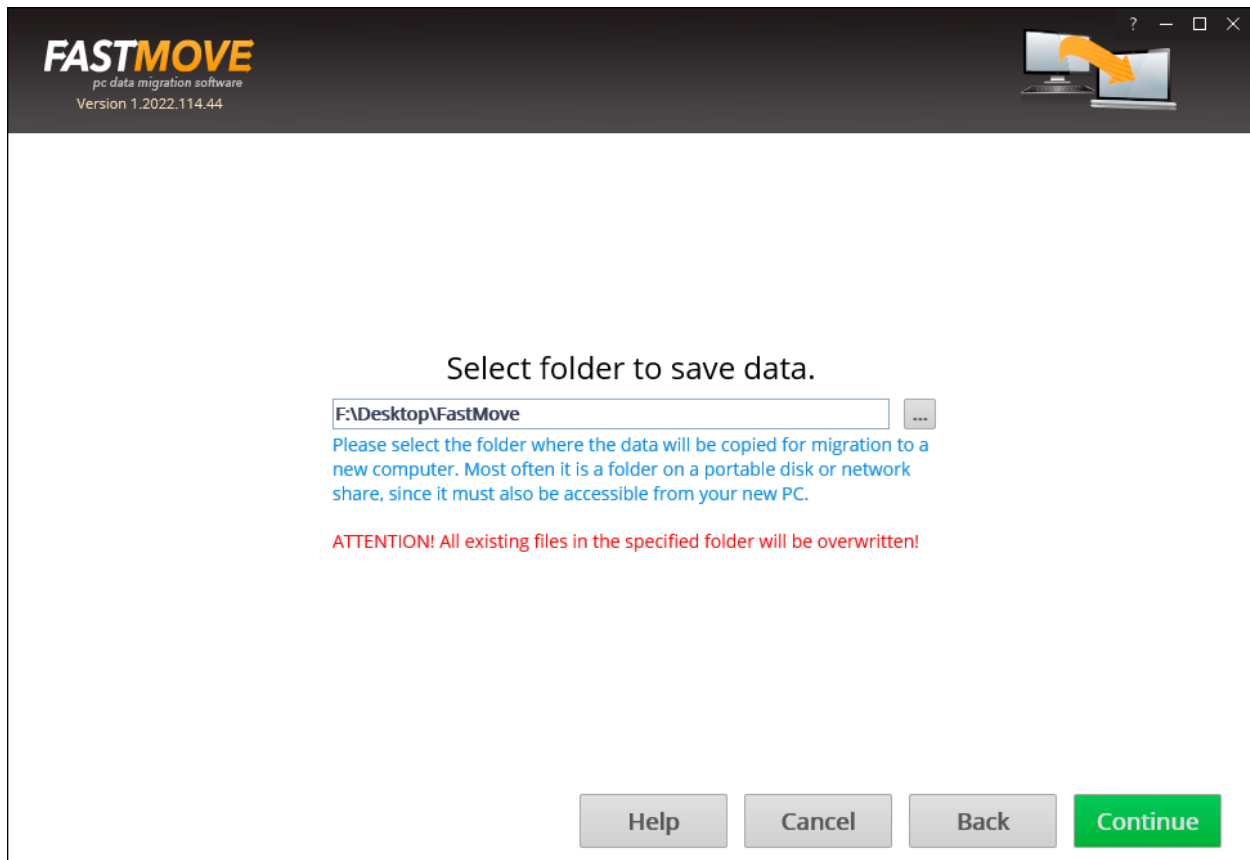 ?
FASTMOVE
pc data migration software
Version 1.2022.114.44
Select folder to save data.
F:\Desktop\FastMove
...
Please select the folder where the data will be copied for migration to a
new computer. Most often it is a folder on a portable disk or network
share, since it must also be accessible from your new PC.
ATTENTION! All existing files in the specified folder will be overwritten!
Help
Cancel
Back
Continue